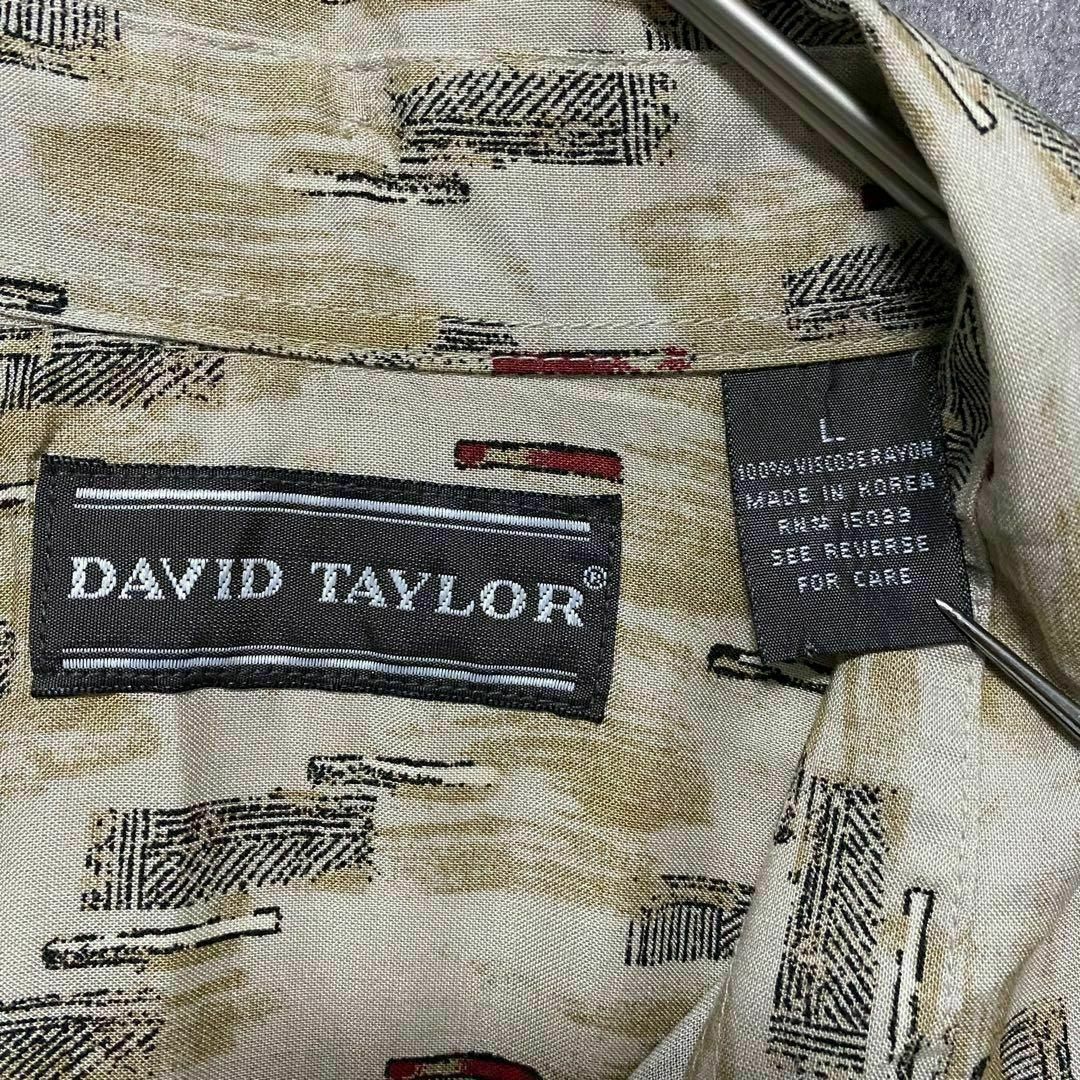 DAVID TAYLOR®
L
100% VISCOSE RAYON
MADE IN KOREA
RN# 15099
SEE REVERSE
FOR CARE